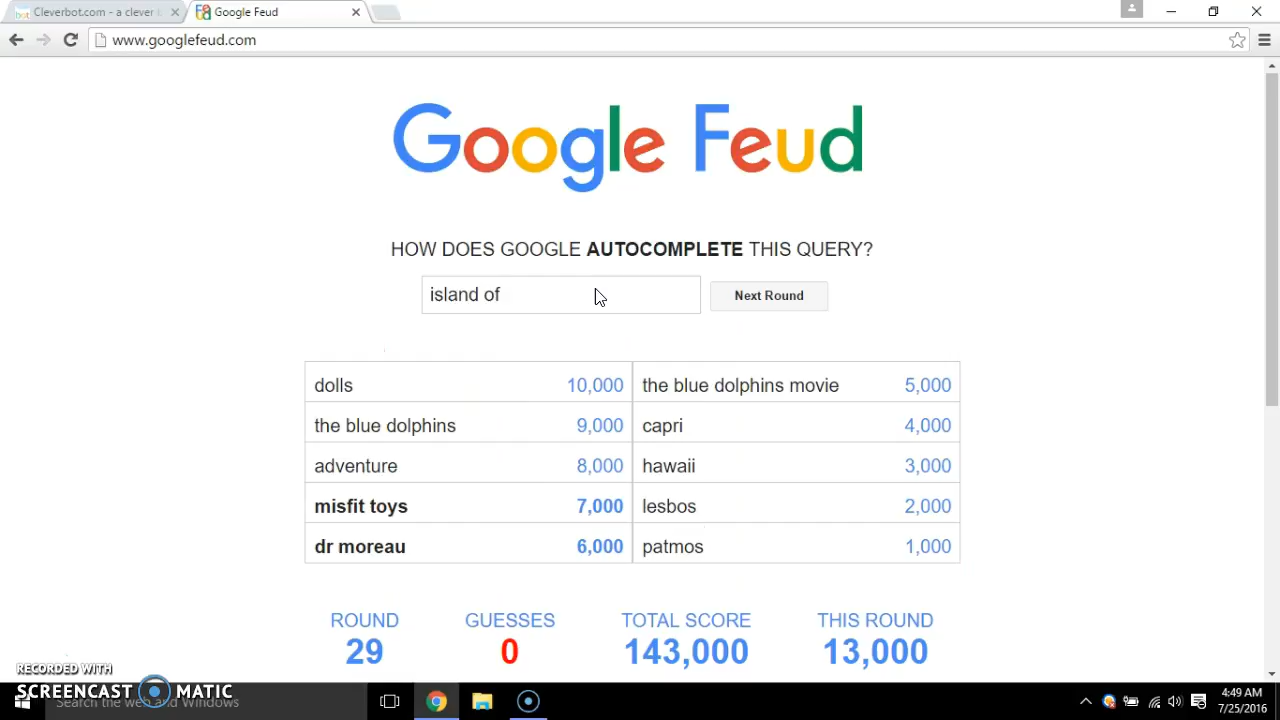 Cleverbot.com - a clever b
Google Feud
www.googlefeud.com
Google Feud
HOW DOES GOOGLE AUTOCOMPLETE THIS QUERY?
island of
Next Round
dolls 10,000 the blue dolphins movie 5,000
the blue dolphins 9,000 capri 4,000
adventure 8,000 hawaii 3,000
misfit toys 7,000 lesbos 2,000
dr moreau 6,000 patmos 1,000
ROUND GUESSES TOTAL SCORE THIS ROUND
29 0 143,000 13,000
RECORDED WITH
SCREENCAST MATIC
Search the web and Windows
4:49 AM
7/25/2016